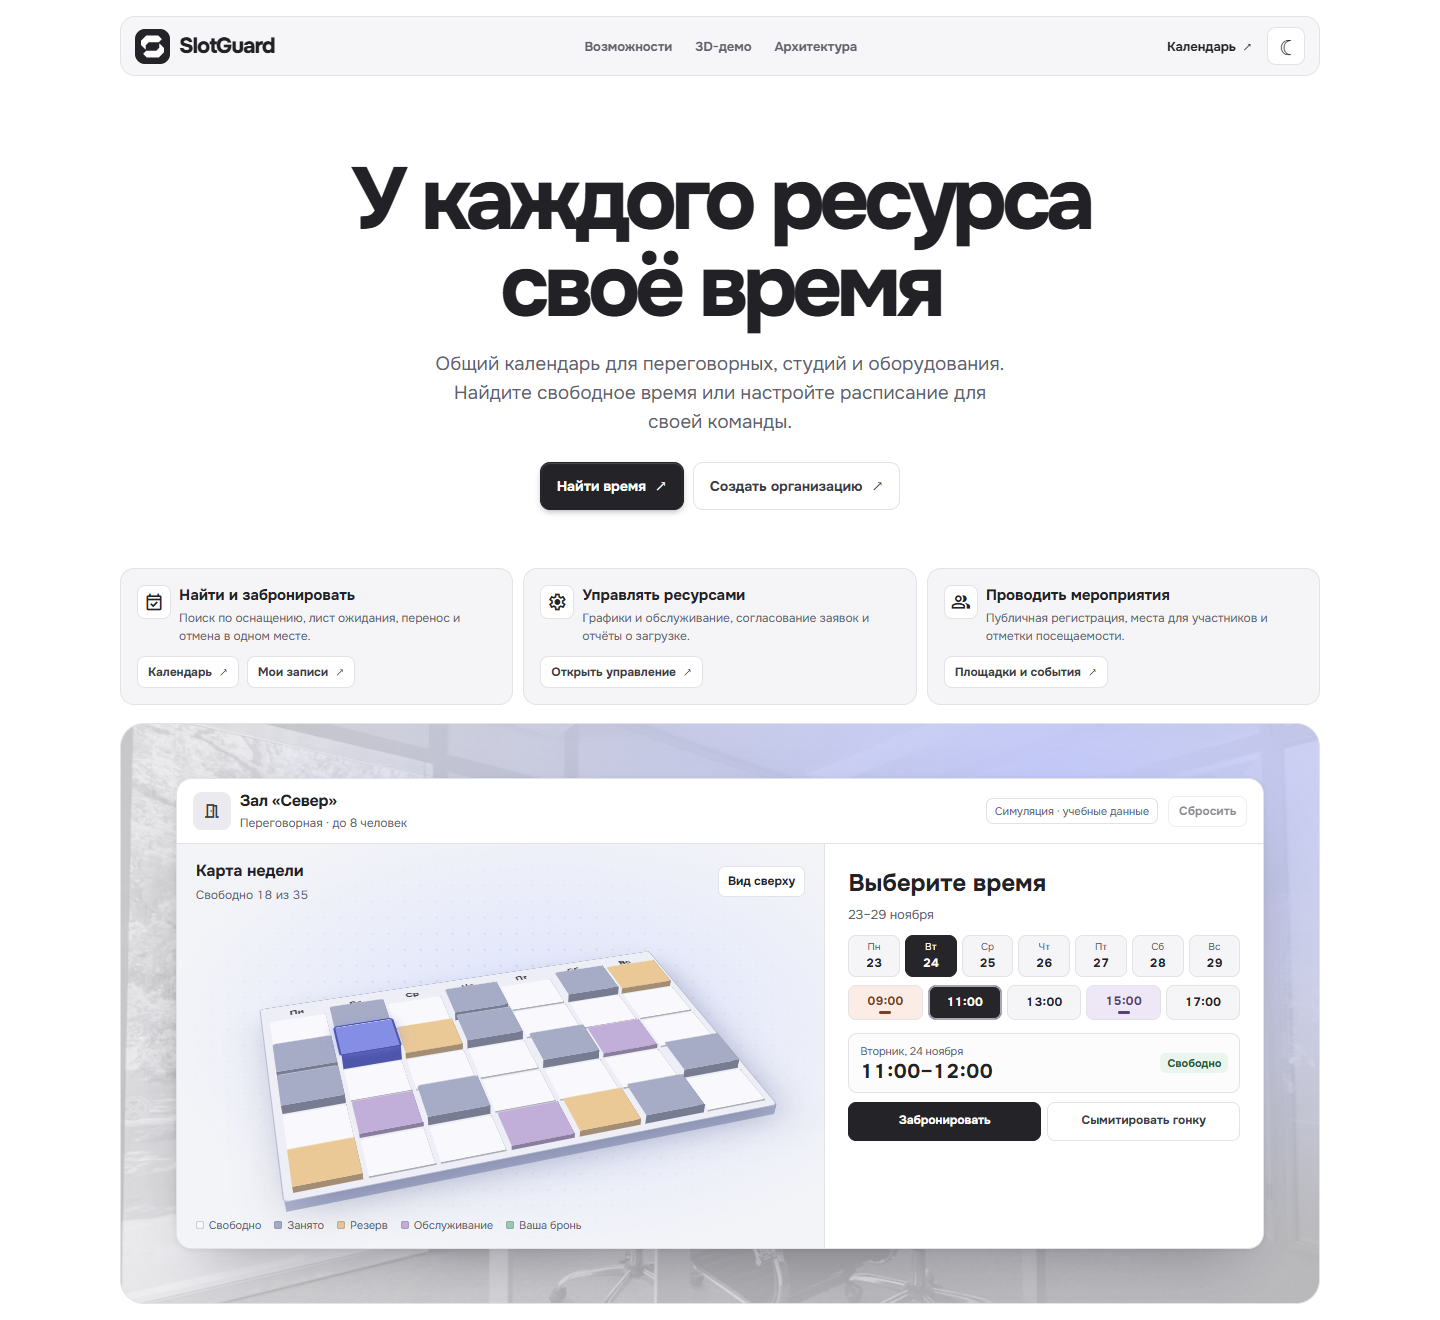 SlotGuard
Возможности
3D-демо
Архитектура
Календарь ↗
У каждого ресурса
своё время
Общий календарь для переговорных, студий и оборудования.
Найдите свободное время или настройте расписание для
своей команды.
Найти время ↗
Создать организацию ↗
Найти и забронировать
Поиск по оснащению, лист ожидания, перенос и
отмена в одном месте.
Календарь ↗
Мои записи ↗
Управлять ресурсами
Графики и обслуживание, согласование заявок и
отчёты о загрузке.
Открыть управление ↗
Проводить мероприятия
Публичная регистрация, места для участников и
отметки посещаемости.
Площадки и события ↗
Зал «Север»
Переговорная · до 8 человек
Симуляция · учебные данные
Сбросить
Карта недели
Свободно 18 из 35
Вид сверху
Пн
Ср
Пт
Свободно
Занято
Резерв
Обслуживание
Ваша бронь
Выберите время
23–29 ноября
Пн 23
Вт 24
Ср 25
Чт 26
Пт 27
Сб 28
Вс 29
09:00
11:00
13:00
15:00
17:00
Вторник, 24 ноября
11:00–12:00
Свободно
Забронировать
Сымитировать гонку